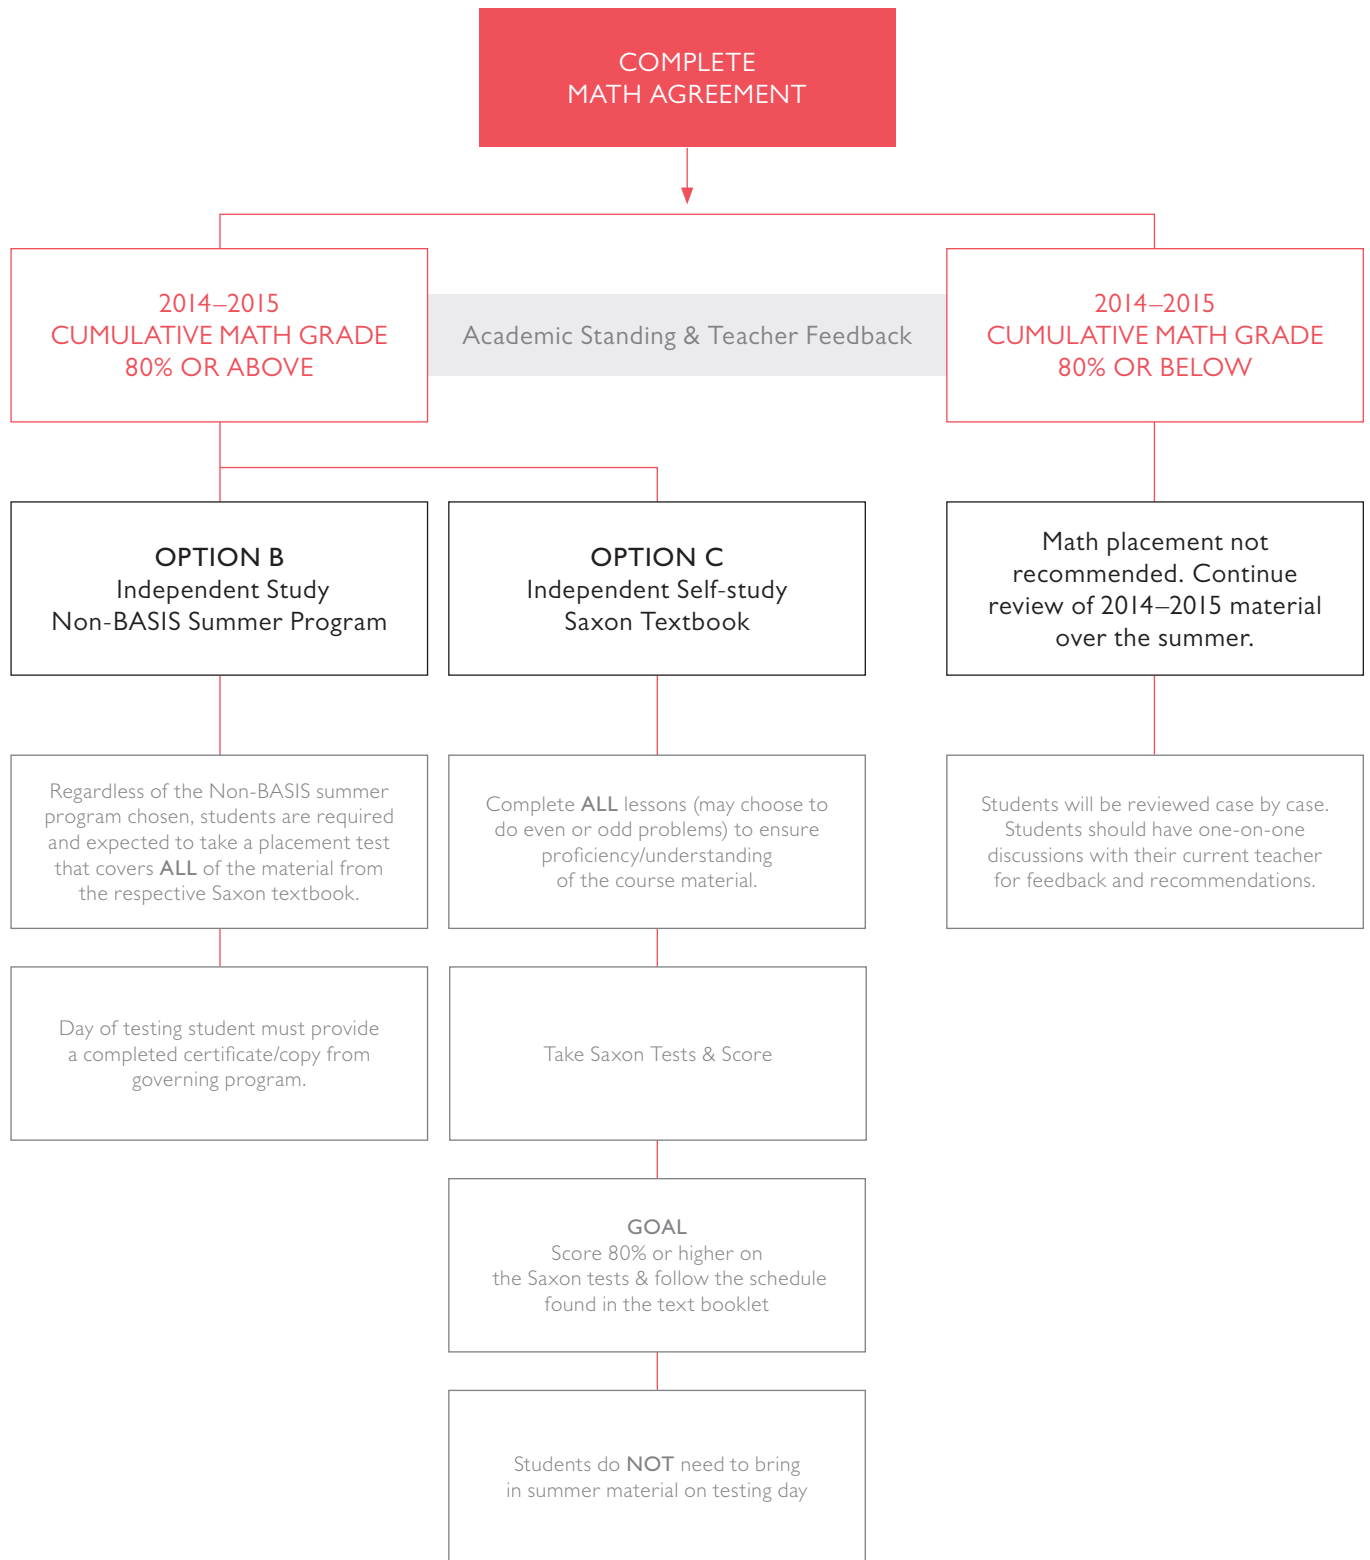 COMPLETE
MATH AGREEMENT
2014–2015
CUMULATIVE MATH GRADE
80% OR ABOVE
Academic Standing & Teacher Feedback
2014–2015
CUMULATIVE MATH GRADE
80% OR BELOW
OPTION B
Independent Study
Non-BASIS Summer Program
OPTION C
Independent Self-study
Saxon Textbook
Math placement not
recommended. Continue
review of 2014–2015 material
over the summer.
Regardless of the Non-BASIS summer
program chosen, students are required
and expected to take a placement test
that covers ALL of the material from
the respective Saxon textbook.
Complete ALL lessons (may choose to
do even or odd problems) to ensure
proficiency/understanding
of the course material.
Students will be reviewed case by case.
Students should have one-on-one
discussions with their current teacher
for feedback and recommendations.
Day of testing student must provide
a completed certificate/copy from
governing program.
Take Saxon Tests & Score
GOAL
Score 80% or higher on
the Saxon tests & follow the schedule
found in the text booklet
Students do NOT need to bring
in summer material on testing day